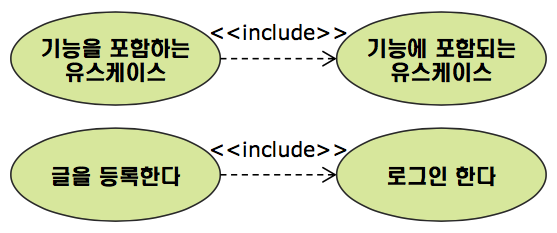 <<include>>
기능을 포함하는
유스케이스
기능에 포함되는
유스케이스
<<include>>
글을 등록한다
로그인 한다